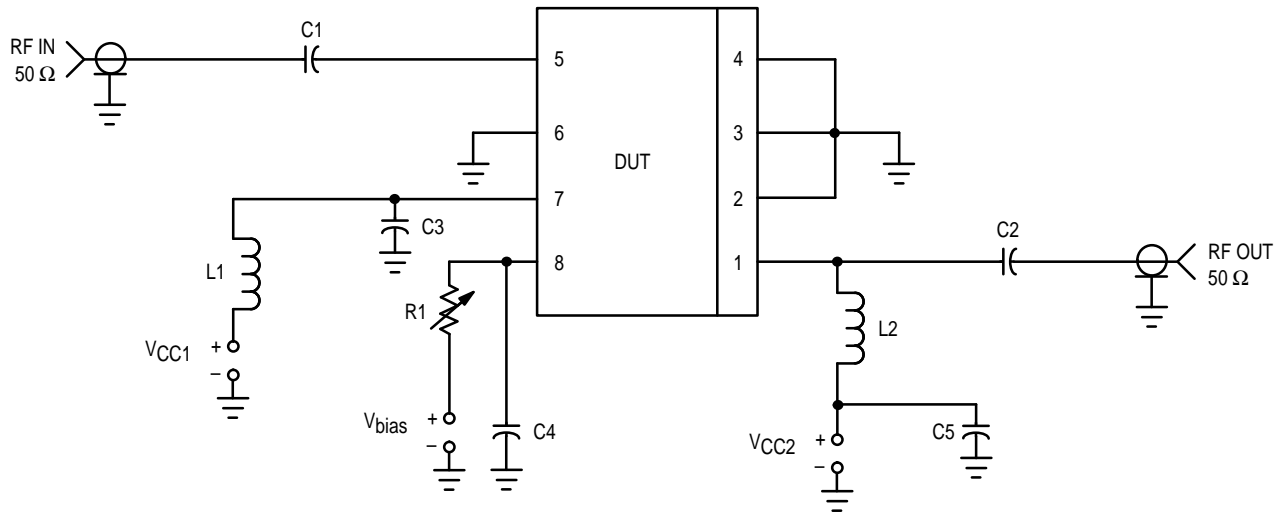 RF IN
50 Ω
C1
5
6
7
8
DUT
4
3
2
1
C3
L1
VCC1
+
–
R1
Vbias
+
–
C4
C2
RF OUT
50 Ω
L2
VCC2
+
–
C5